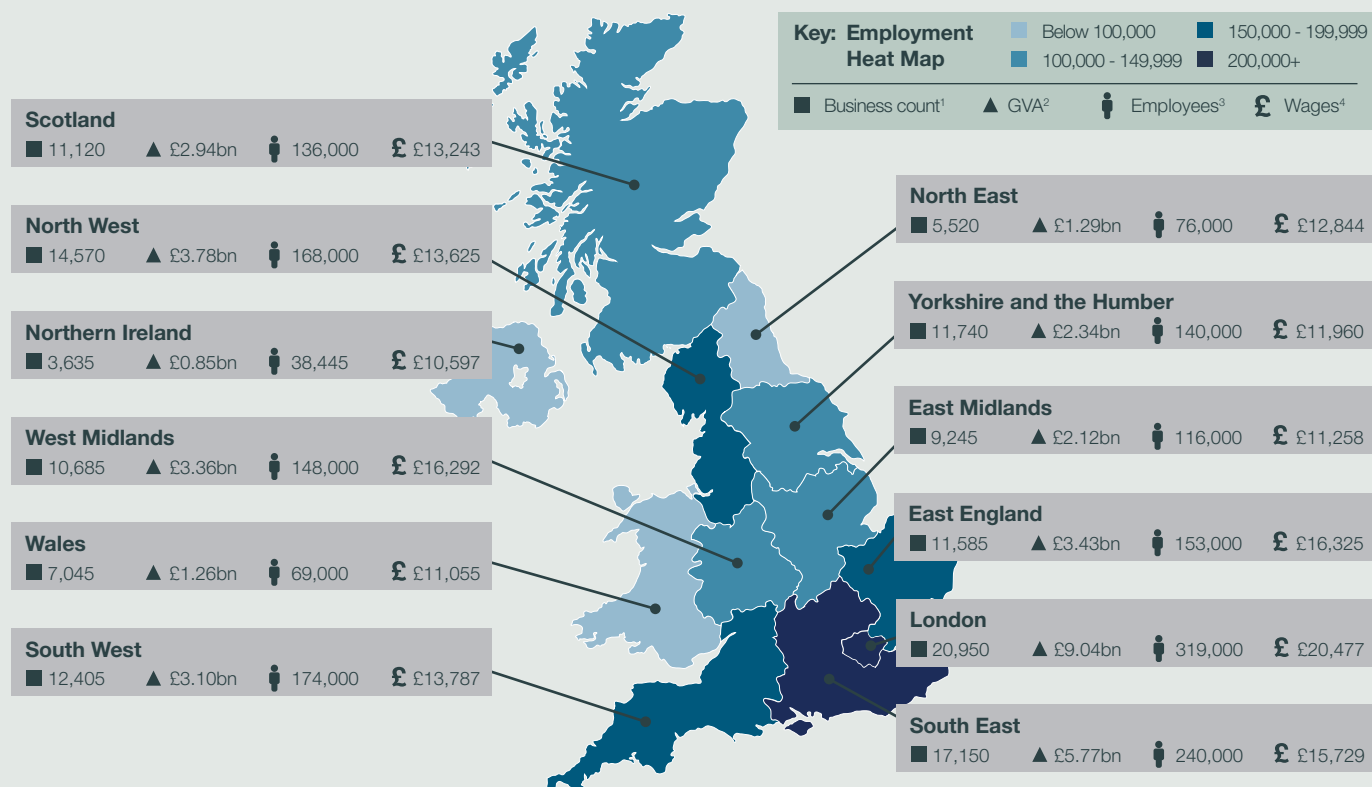 Key: Employment Heat Map
Below 100,000
150,000 - 199,999
100,000 - 149,999
200,000+
Business count¹ GVA² Employees³ £ Wages⁴
Scotland
11,120 £2.94bn 136,000 £ £13,243
North West
14,570 £3.78bn 168,000 £ £13,625
Northern Ireland
3,635 £0.85bn 38,445 £ £10,597
West Midlands
10,685 £3.36bn 148,000 £ £16,292
Wales
7,045 £1.26bn 69,000 £ £11,055
South West
12,405 £3.10bn 174,000 £ £13,787
North East
5,520 £1.29bn 76,000 £ £12,844
Yorkshire and the Humber
11,740 £2.34bn 140,000 £ £11,960
East Midlands
9,245 £2.12bn 116,000 £ £11,258
East England
11,585 £3.43bn 153,000 £ £16,325
London
20,950 £9.04bn 319,000 £ £20,477
South East
17,150 £5.77bn 240,000 £ £15,729